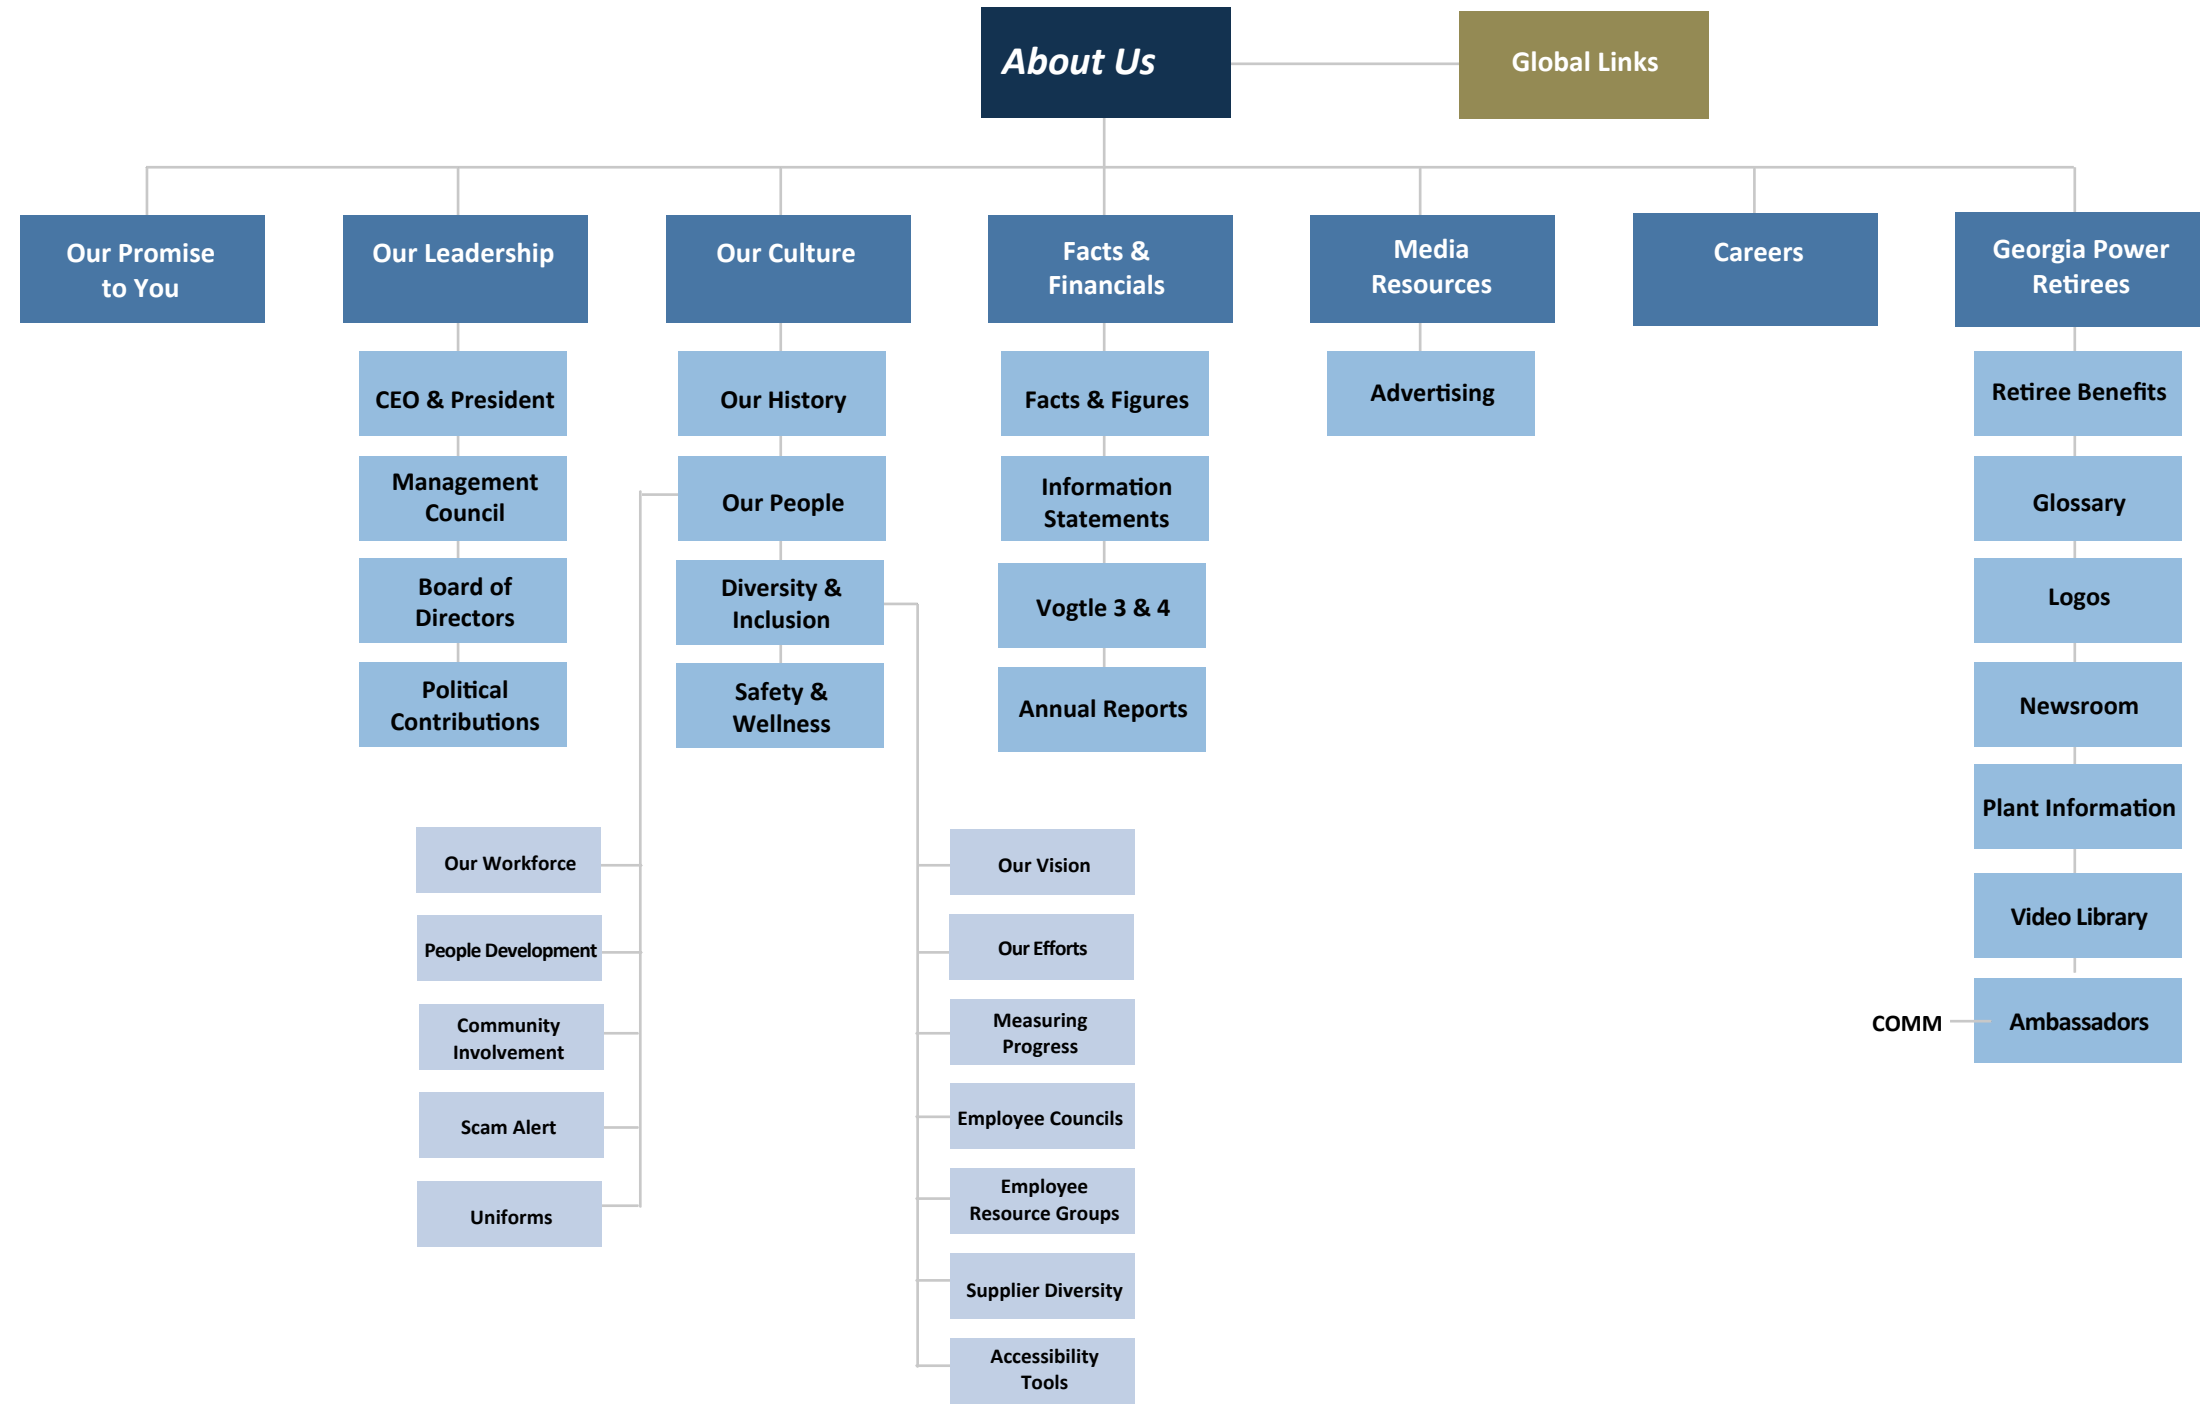 About Us
Global Links
Our Promise
to You
Our Leadership
Our Culture
Facts &
Financials
Media
Resources
Careers
Georgia Power
Retirees
CEO & President
Management
Council
Board of
Directors
Political
Contributions
Our History
Our People
Diversity &
Inclusion
Safety &
Wellness
Facts & Figures
Information
Statements
Vogtle 3 & 4
Annual Reports
Advertising
Retiree Benefits
Glossary
Logos
Newsroom
Plant Information
Video Library
COMM
Ambassadors
Our Workforce
People Development
Community
Involvement
Scam Alert
Uniforms
Our Vision
Our Efforts
Measuring
Progress
Employee Councils
Employee
Resource Groups
Supplier Diversity
Accessibility
Tools